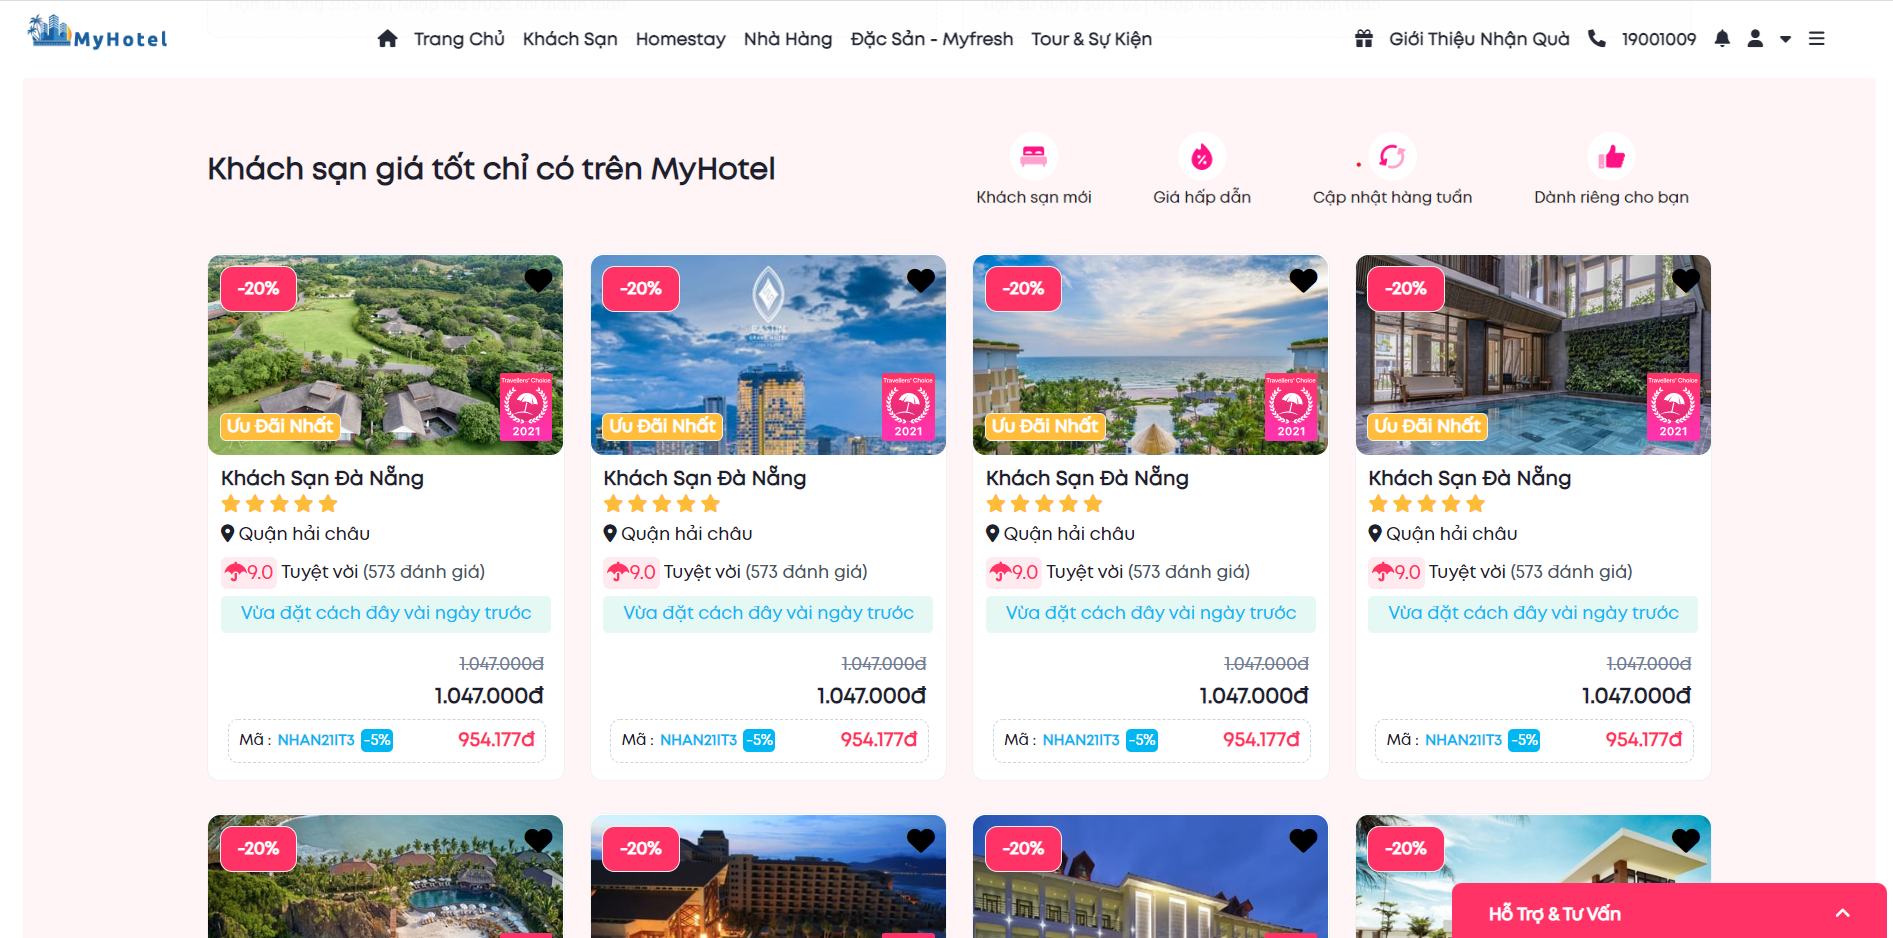 MyHotel
Trang Chủ Khách Sạn Homestay Nhà Hàng Đặc Sản - Myfresh Tour & Sự Kiện
Giới Thiệu Nhận Quà 19001009
Khách sạn giá tốt chỉ có trên MyHotel
Khách sạn mới Giá hấp dẫn Cập nhật hàng tuần Dành riêng cho bạn
-20% -20% -20% -20%
EASTIN
Travellers' Choice Travellers' Choice Travellers' Choice Travellers' Choice
Ưu Đãi Nhất Ưu Đãi Nhất Ưu Đãi Nhất Ưu Đãi Nhất
2021 2021 2021 2021
Khách Sạn Đà Nẵng Khách Sạn Đà Nẵng Khách Sạn Đà Nẵng Khách Sạn Đà Nẵng
Quận hải châu Quận hải châu Quận hải châu Quận hải châu
9.0 Tuyệt vời (573 đánh giá) 9.0 Tuyệt vời (573 đánh giá) 9.0 Tuyệt vời (573 đánh giá) 9.0 Tuyệt vời (573 đánh giá)
Vừa đặt cách đây vài ngày trước Vừa đặt cách đây vài ngày trước Vừa đặt cách đây vài ngày trước Vừa đặt cách đây vài ngày trước
1.047.000đ 1.047.000đ 1.047.000đ 1.047.000đ
1.047.000đ 1.047.000đ 1.047.000đ 1.047.000đ
Mã : NHAN21IT3 -5% 954.177đ Mã : NHAN21IT3 -5% 954.177đ Mã : NHAN21IT3 -5% 954.177đ Mã : NHAN21IT3 -5% 954.177đ
-20% -20% -20% -20%
Hỗ Trợ & Tư Vấn